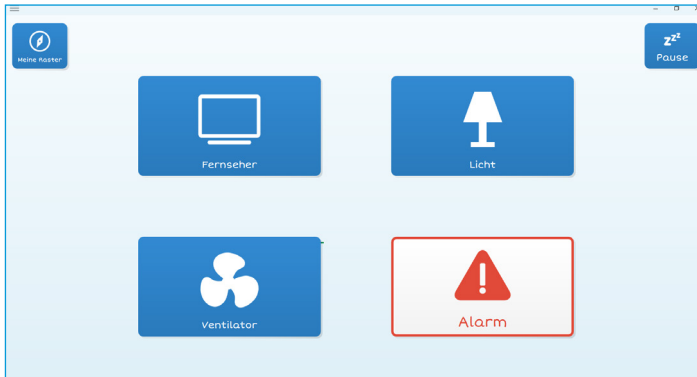 Meine Raster
zzz
Pause
Fernseher
Licht
Ventilator
Alarm